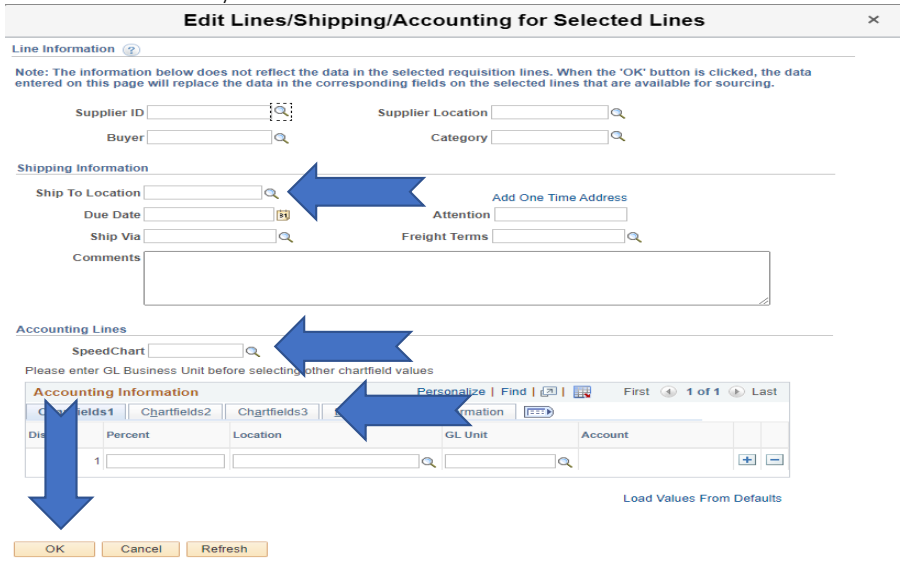 Edit Lines/Shipping/Accounting for Selected Lines ×
Line Information ?
Note: The information below does not reflect the data in the selected requisition lines. When the 'OK' button is clicked, the data
entered on this page will replace the data in the corresponding fields on the selected lines that are available for sourcing.
Supplier ID Supplier Location
Buyer Category
Shipping Information
Ship To Location Add One Time Address
Due Date 31 Attention
Ship Via Freight Terms
Comments
Accounting Lines
SpeedChart
Please enter GL Business Unit before selecting other chartfield values
Accounting Information Personalize | Find | | First 1 of 1 Last
Chartfields2 Chartfields3
Percent Location GL Unit Account
1
Load Values From Defaults
OK Cancel Refresh